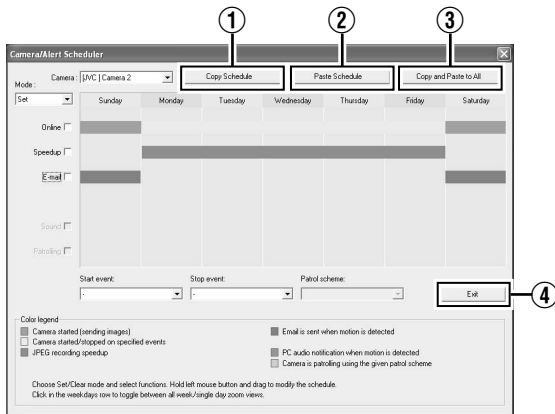 ① ② ③
Camera/Alert Scheduler
Camera: [JVC ] Camera 2 Copy Schedule Paste Schedule Copy and Paste to All
Mode:
Set Sunday Monday Tuesday Wednesday Thursday Friday Saturday
Online
Speedup
E-mail
Sound
Patrolling
Start event: Stop event: Patrol scheme:
- - - Exit ④
Color legend
Camera started (sending images) Email is sent when motion is detected
Camera started/stopped on specified events
JPEG recording speedup PC audio notification when motion is detected
Camera is patrolling using the given patrol scheme
Choose Set/Clear mode and select functions. Hold left mouse button and drag to modify the schedule.
Click in the weekdays row to toggle between all week/single day zoom views.